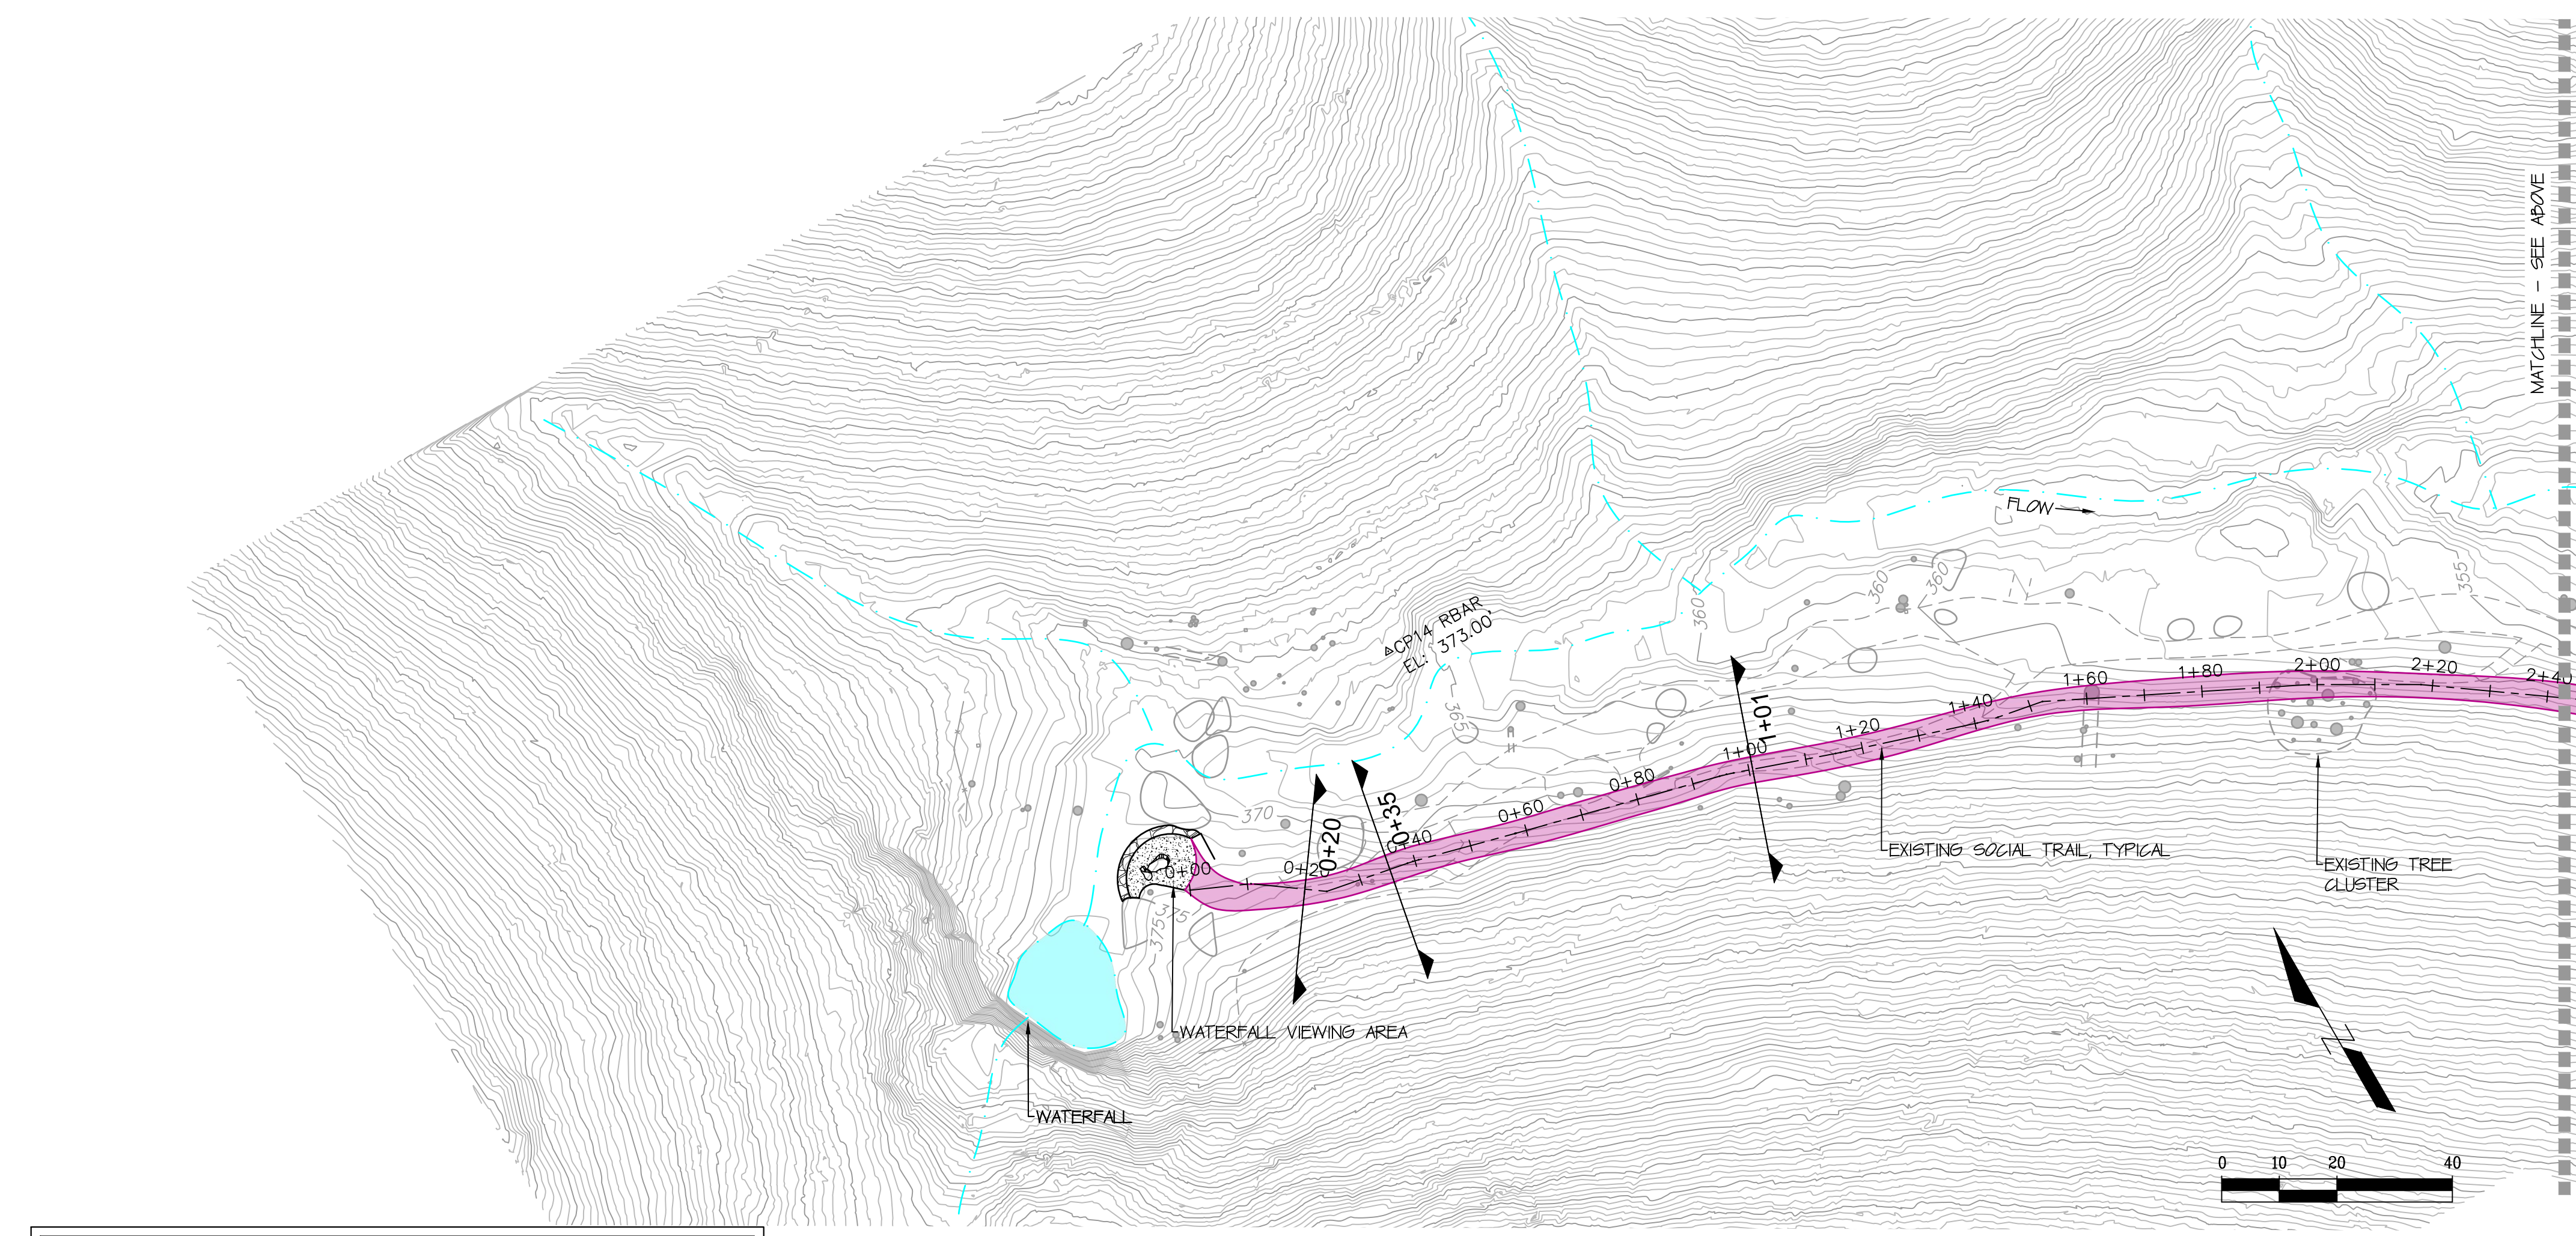 MATCHLINE - SEE ABOVE
FLOW
360
360
355
360
CP14 RBAR,
EL: 373.00'
365
370
375
375
0+00
0+20
0+40
0+60
0+80
1+00
1+20
1+40
1+60
1+80
2+00
2+20
2+40
0+20
0+35
1+01
EXISTING SOCIAL TRAIL, TYPICAL
EXISTING TREE
CLUSTER
WATERFALL VIEWING AREA
WATERFALL
Z
0 10 20 40